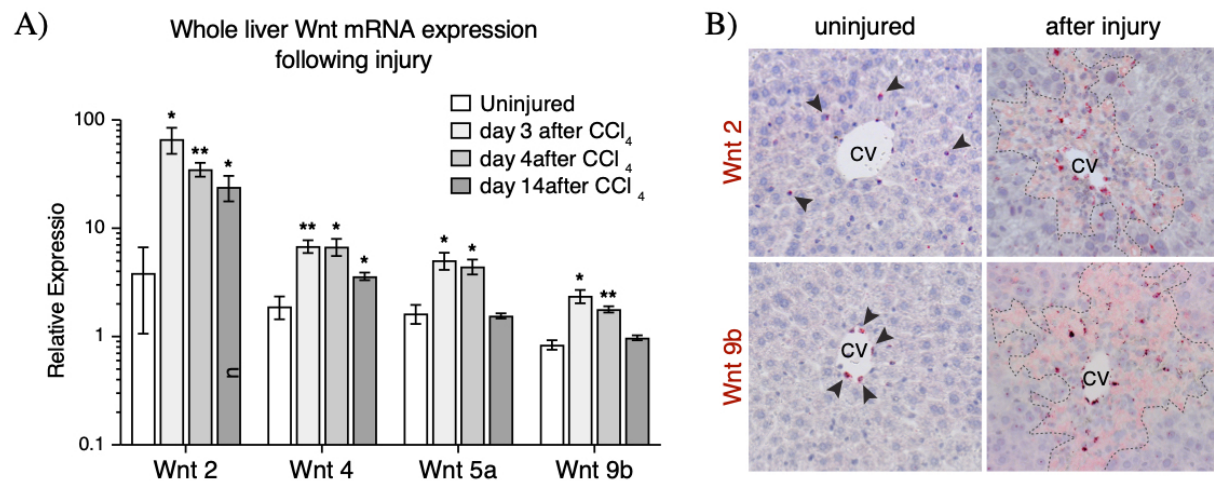 A)
Whole liver Wnt mRNA expression
following injury
Uninjured
day 3 after CCl4
day 4after CCl 4
day 14after CCl 4
Relative Expressio
n
100
10
1
0.1
* ** *
** * *
* *
* **
Wnt 2 Wnt 4 Wnt 5a Wnt 9b
B)
uninjured after injury
Wnt 2
CV CV
Wnt 9b
CV CV